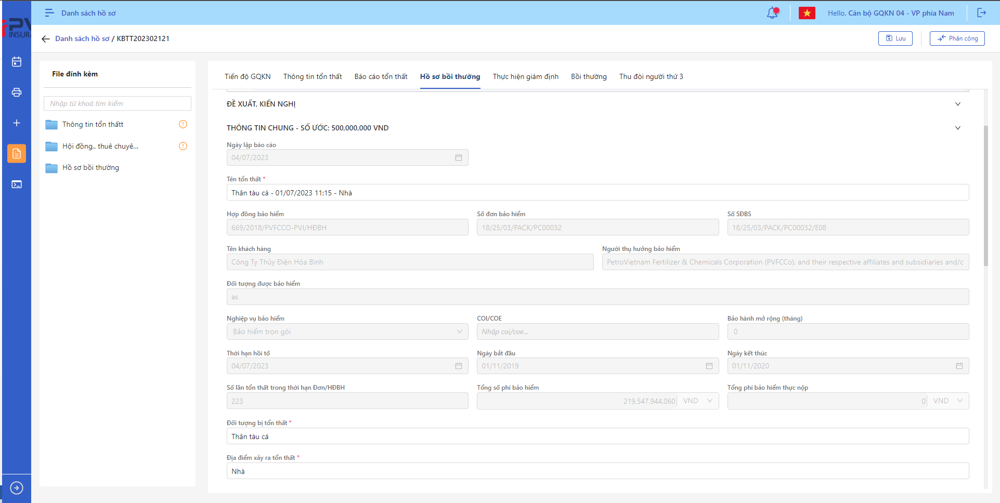 Danh sách hồ sơ
Hello, Cán bộ GQKN 04 - VP phía Nam
PV
INSURA
Danh sách hồ sơ / KBTT202302121
Lưu
Phân công
File đính kèm
Nhập từ khoá tìm kiếm
Thông tin tổn thấtt
Hội đồng,. thuê chuyê...
Hồ sơ bồi thường
Tiến độ GQKN
Thông tin tổn thất
Báo cáo tổn thất
Hồ sơ bồi thường
Thực hiện giám định
Bồi thường
Thu đòi người thứ 3
ĐỀ XUẤT, KIẾN NGHỊ
THÔNG TIN CHUNG - SỐ ƯỚC: 500,000,000 VND
Ngày lập báo cáo
04/07/2023
Tên tổn thất *
Thân tàu cá - 01/07/2023 11:15 - Nhà
Hợp đồng bảo hiểm
Số đơn bảo hiểm
Số SĐBS
669/2018/PVFCCO-PVI/HĐBH
18/25/03/PACK/PC00032
18/25/03/PACK/PC00032/E08
Tên khách hàng
Người thụ hưởng bảo hiểm
Công Ty Thủy Điện Hòa Bình
PetroVietnam Fertilizer & Chemicals Corporation (PVFCCo), and their respective affiliates and subsidiaries and/c
Đối tượng được bảo hiểm
as
Nghiệp vụ bảo hiểm
COI/COE
Bảo hành mở rộng (tháng)
Bảo hiểm trọn gói
Nhập coi/coe...
0
Thời hạn hồi tố
Ngày bắt đầu
Ngày kết thúc
04/07/2023
01/11/2019
01/11/2020
Số lần tổn thất trong thời hạn Đơn/HĐBH
Tổng số phí bảo hiểm
Tổng phí bảo hiểm thực nộp
223
219,547,944,060 VND
0 VND
Đối tượng bị tổn thất *
Thân tàu cá
Địa điểm xảy ra tổn thất *
Nhà